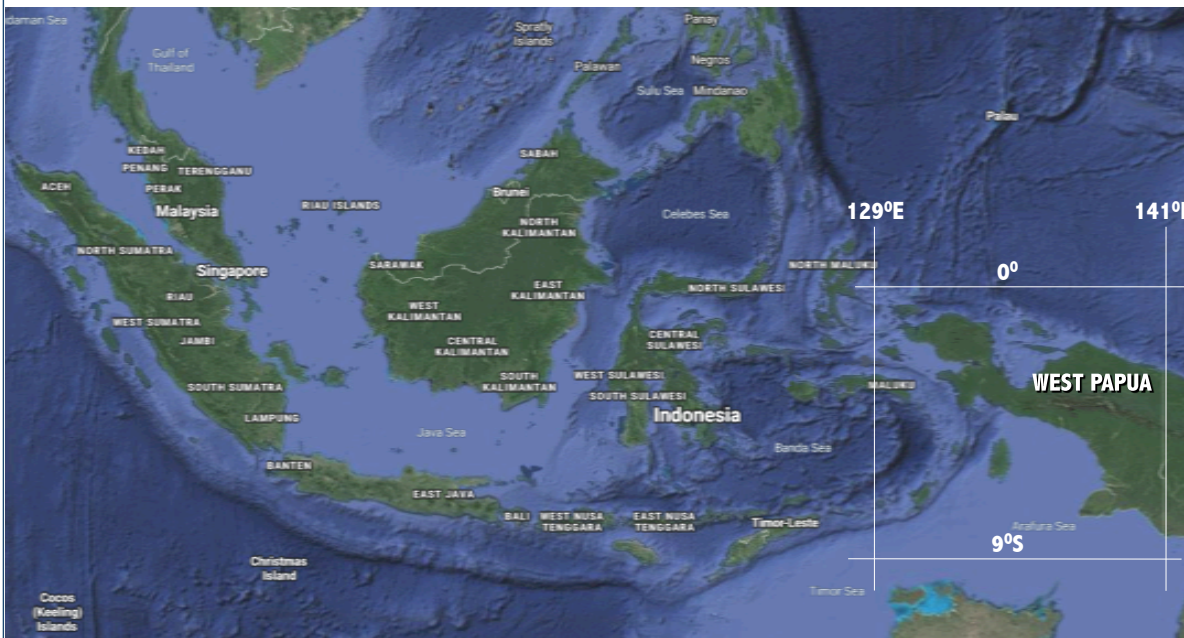 daman Sea
Gulf of
Thailand
Spratly
Islands
Panay
Palawan
Negros
Sulu Sea
Mindanao
Palau
KEDAH
PENANG
TERENGGANU
SABAH
ACEH
PERAK
Brunei
Malaysia
RIAU ISLANDS
Celebes Sea
129⁰E
141⁰E
NORTH
KALIMANTAN
NORTH SUMATRA
Singapore
SARAWAK
NORTH MALUKU
0⁰
RIAU
EAST
KALIMANTAN
NORTH SULAWESI
WEST
KALIMANTAN
WEST SUMATRA
JAMBI
CENTRAL
KALIMANTAN
CENTRAL
SULAWESI
SOUTH SUMATRA
SOUTH
KALIMANTAN
WEST SULAWESI
MALUKU
WEST PAPUA
SOUTH SULAWESI
LAMPUNG
Indonesia
Java Sea
Banda Sea
BANTEN
EAST JAVA
BALI
WEST NUSA
TENGGARA
EAST NUSA
TENGGARA
Timor-Leste
Arafura Sea
9⁰S
Christmas
Island
Timor Sea
Cocos
(Keeling)
Islands